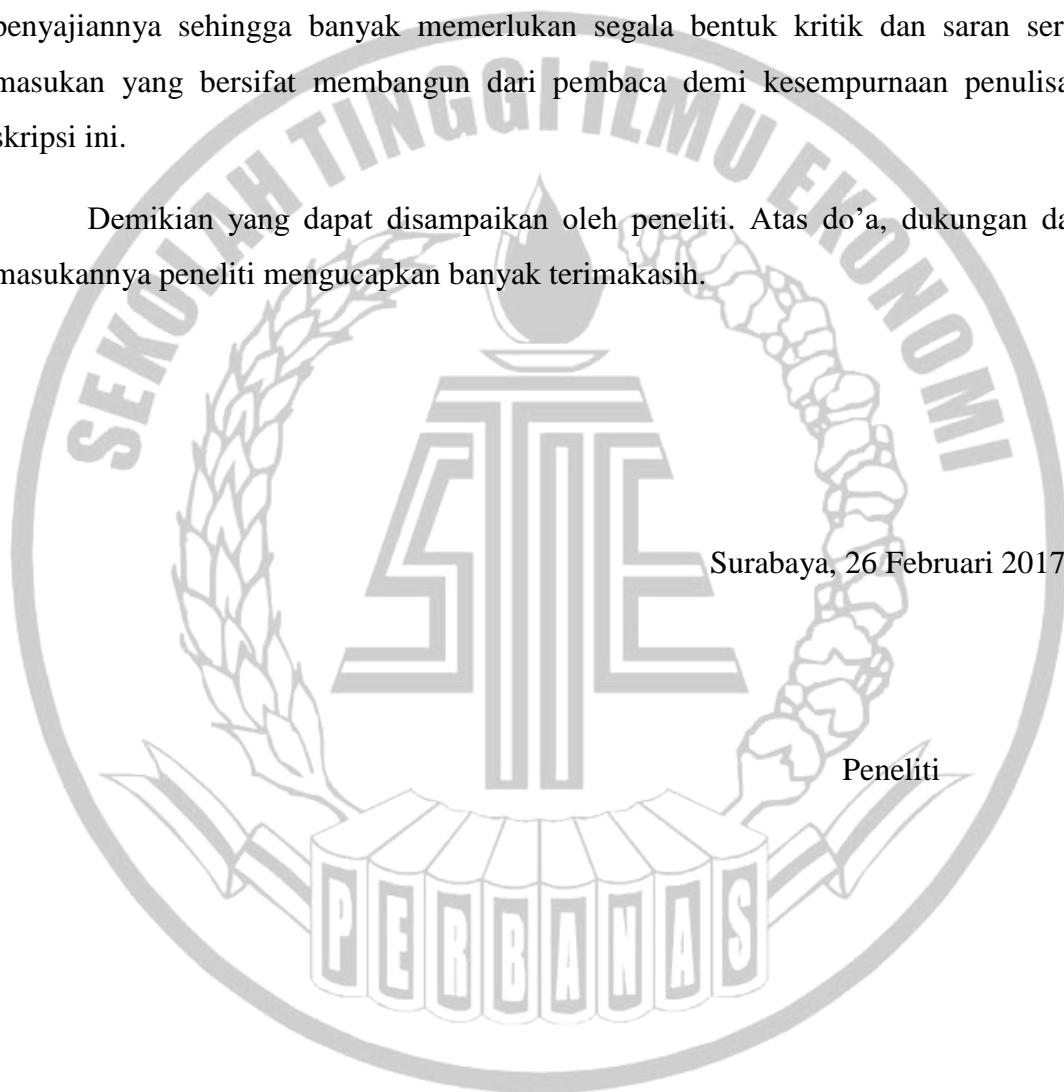 penyajiannya sehingga banyak memerlukan segala bentuk kritik dan saran ser
masukan yang bersifat membangun dari pembaca demi kesempurnaan penulisa
skripsi ini.
Demikian yang dapat disampaikan oleh peneliti. Atas do’a, dukungan da
masukannya peneliti mengucapkan banyak terimakasih.
SEKOLAH TINGGI ILMU EKONOMI
STIE
Surabaya, 26 Februari 2017
Peneliti
PERBANAS